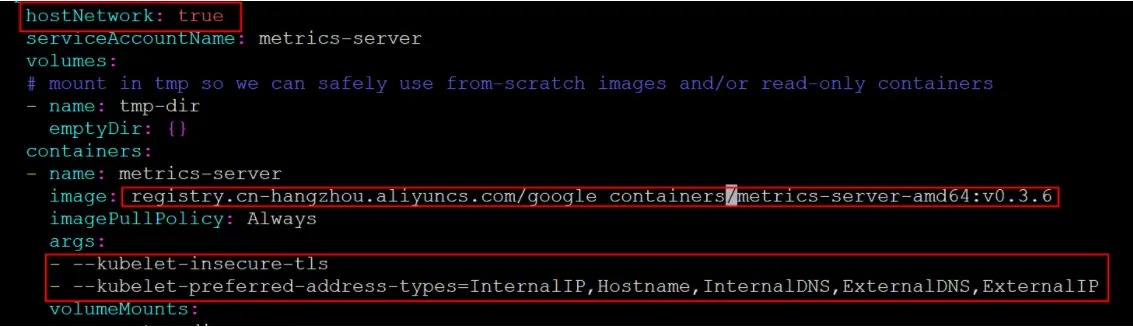 hostNetwork: true
serviceAccountName: metrics-server
volumes:
# mount in tmp so we can safely use from-scratch images and/or read-only containers
- name: tmp-dir
  emptyDir: {}
containers:
- name: metrics-server
  image: registry.cn-hangzhou.aliyuncs.com/google_containers/metrics-server-amd64:v0.3.6
  imagePullPolicy: Always
  args:
  - --kubelet-insecure-tls
  - --kubelet-preferred-address-types=InternalIP,Hostname,InternalDNS,ExternalDNS,ExternalIP
  volumeMounts: